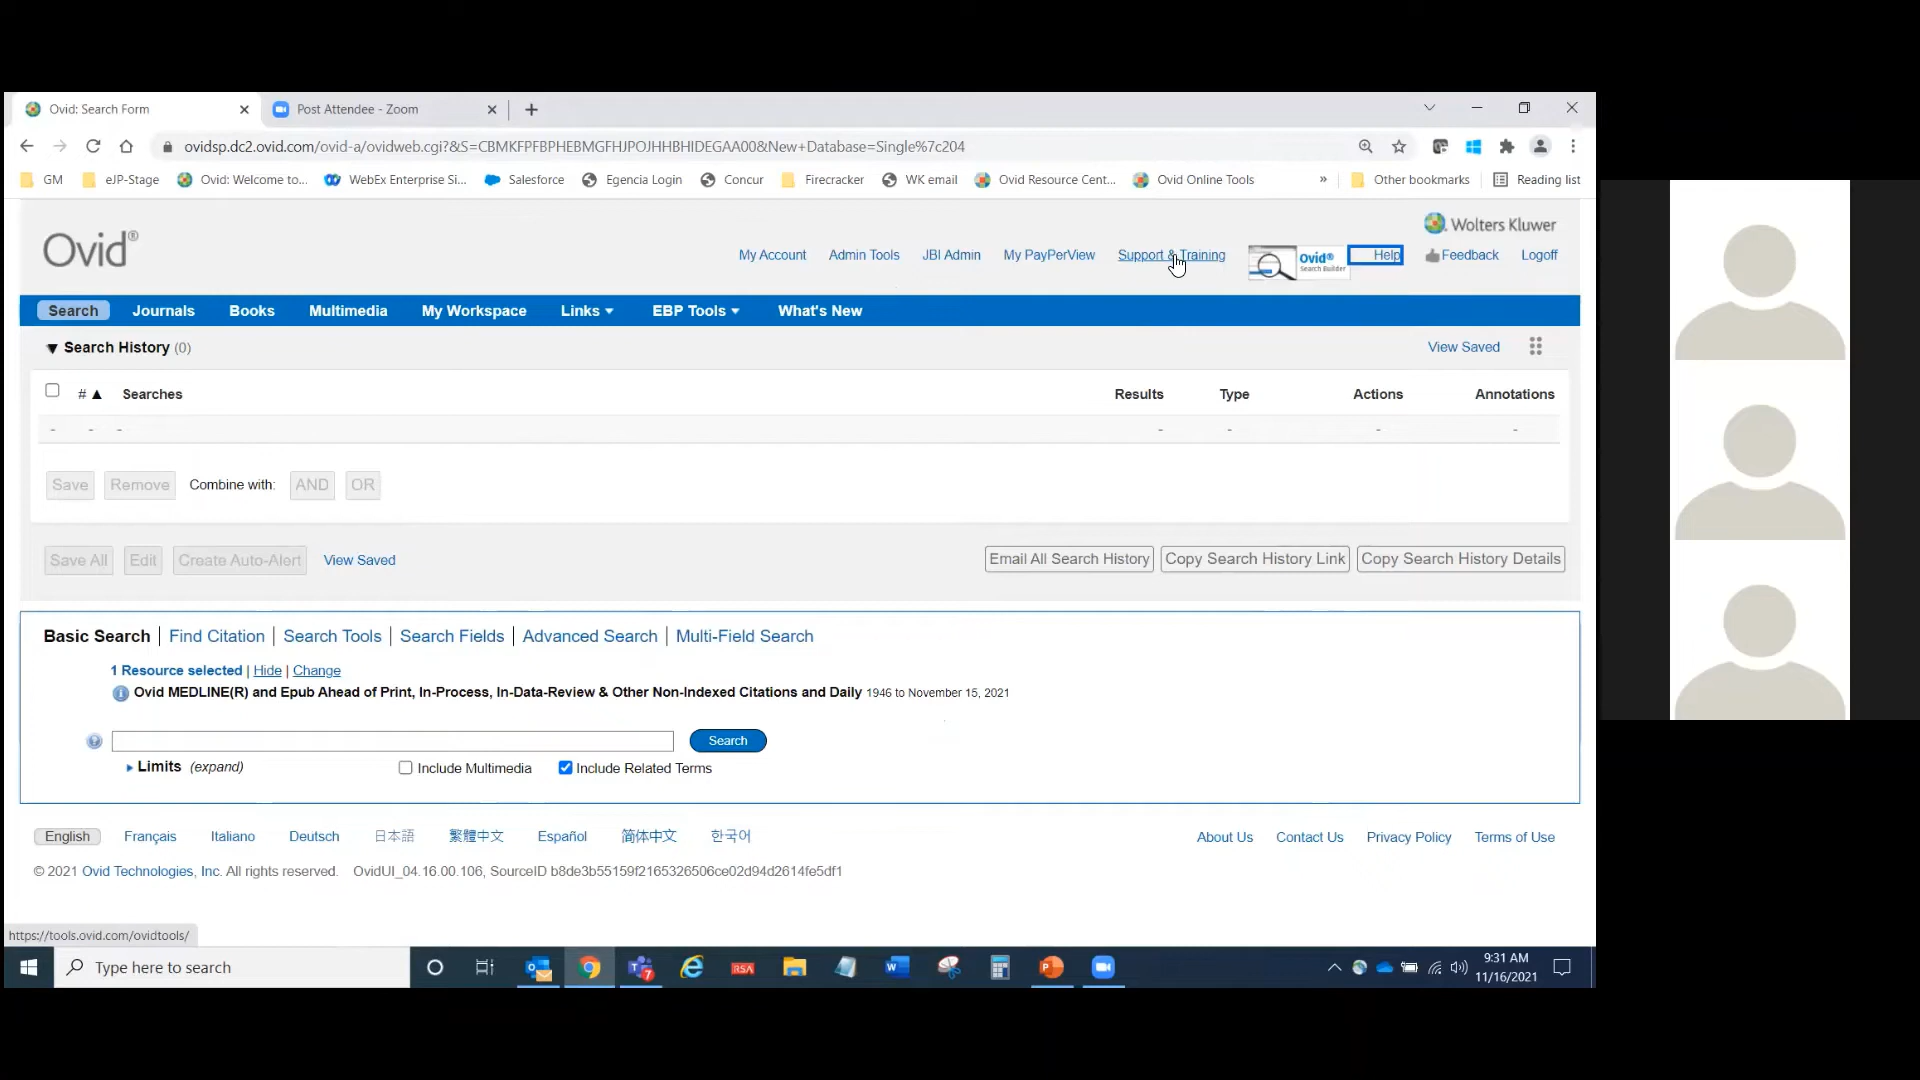 Ovid: Search Form
Post Attendee - Zoom
ovidsp.dc2.ovid.com/ovid-a/ovidweb.cgi?&S=CBMKFPFBPHEBMGFHJPOJHHBHIDEGAA00&New+Database=Single%7c204
GM eJP-Stage Ovid: Welcome to... WebEx Enterprise Si... Salesforce Egencia Login Concur Firecracker WK email Ovid Resource Cent... Ovid Online Tools » Other bookmarks Reading list
Wolters Kluwer
Ovid®
My Account Admin Tools JBI Admin My PayPerView Support & Training Ovid® Search Builder Help Feedback Logoff
Search Journals Books Multimedia My Workspace Links EBP Tools What's New
Search History (0) View Saved
# ▲ Searches Results Type Actions Annotations
- - - - - - -
Save Remove Combine with: AND OR
Save All Edit Create Auto-Alert View Saved Email All Search History Copy Search History Link Copy Search History Details
Basic Search | Find Citation | Search Tools | Search Fields | Advanced Search | Multi-Field Search
1 Resource selected | Hide | Change
Ovid MEDLINE(R) and Epub Ahead of Print, In-Process, In-Data-Review & Other Non-Indexed Citations and Daily 1946 to November 15, 2021
Search
Limits (expand) Include Multimedia Include Related Terms
English Français Italiano Deutsch 日本語 繁體中文 Español 简体中文 한국어 About Us Contact Us Privacy Policy Terms of Use
© 2021 Ovid Technologies, Inc. All rights reserved. OvidUI_04.16.00.106, SourceID b8de3b55159f2165326506ce02d94d2614fe5df1
https://tools.ovid.com/ovidtools/
Type here to search
7
RSA
9:31 AM
11/16/2021